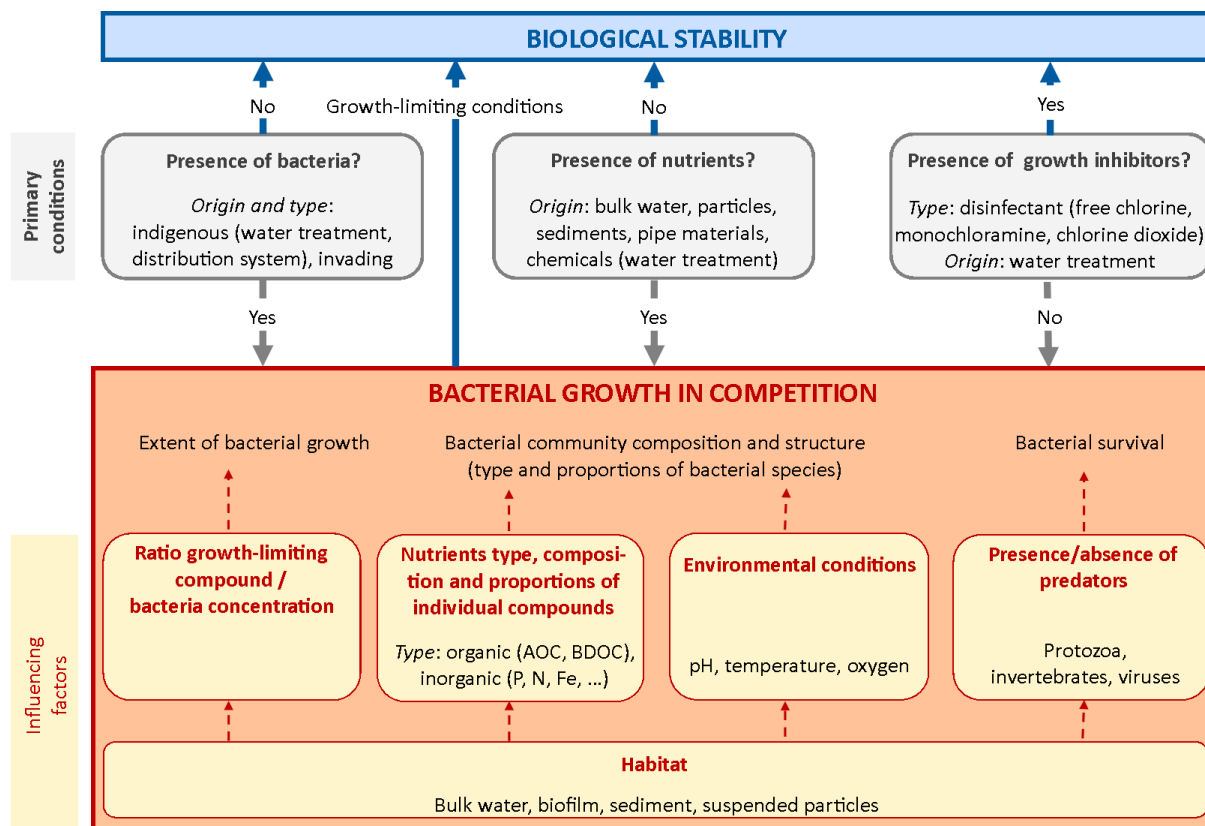 BIOLOGICAL STABILITY
No
Growth-limiting conditions
No
Yes
Primary
conditions
Presence of bacteria?
Origin and type:
indigenous (water treatment,
distribution system), invading
Presence of nutrients?
Origin: bulk water, particles,
sediments, pipe materials,
chemicals (water treatment)
Presence of growth inhibitors?
Type: disinfectant (free chlorine,
monochloramine, chlorine dioxide)
Origin: water treatment
Yes
Yes
No
BACTERIAL GROWTH IN COMPETITION
Extent of bacterial growth
Bacterial community composition and structure
(type and proportions of bacterial species)
Bacterial survival
Influencing
factors
Ratio growth-limiting
compound /
bacteria concentration
Nutrients type, composi-
tion and proportions of
individual compounds
Type: organic (AOC, BDOC),
inorganic (P, N, Fe, ...)
Environmental conditions
pH, temperature, oxygen
Presence/absence of
predators
Protozoa,
invertebrates, viruses
Habitat
Bulk water, biofilm, sediment, suspended particles